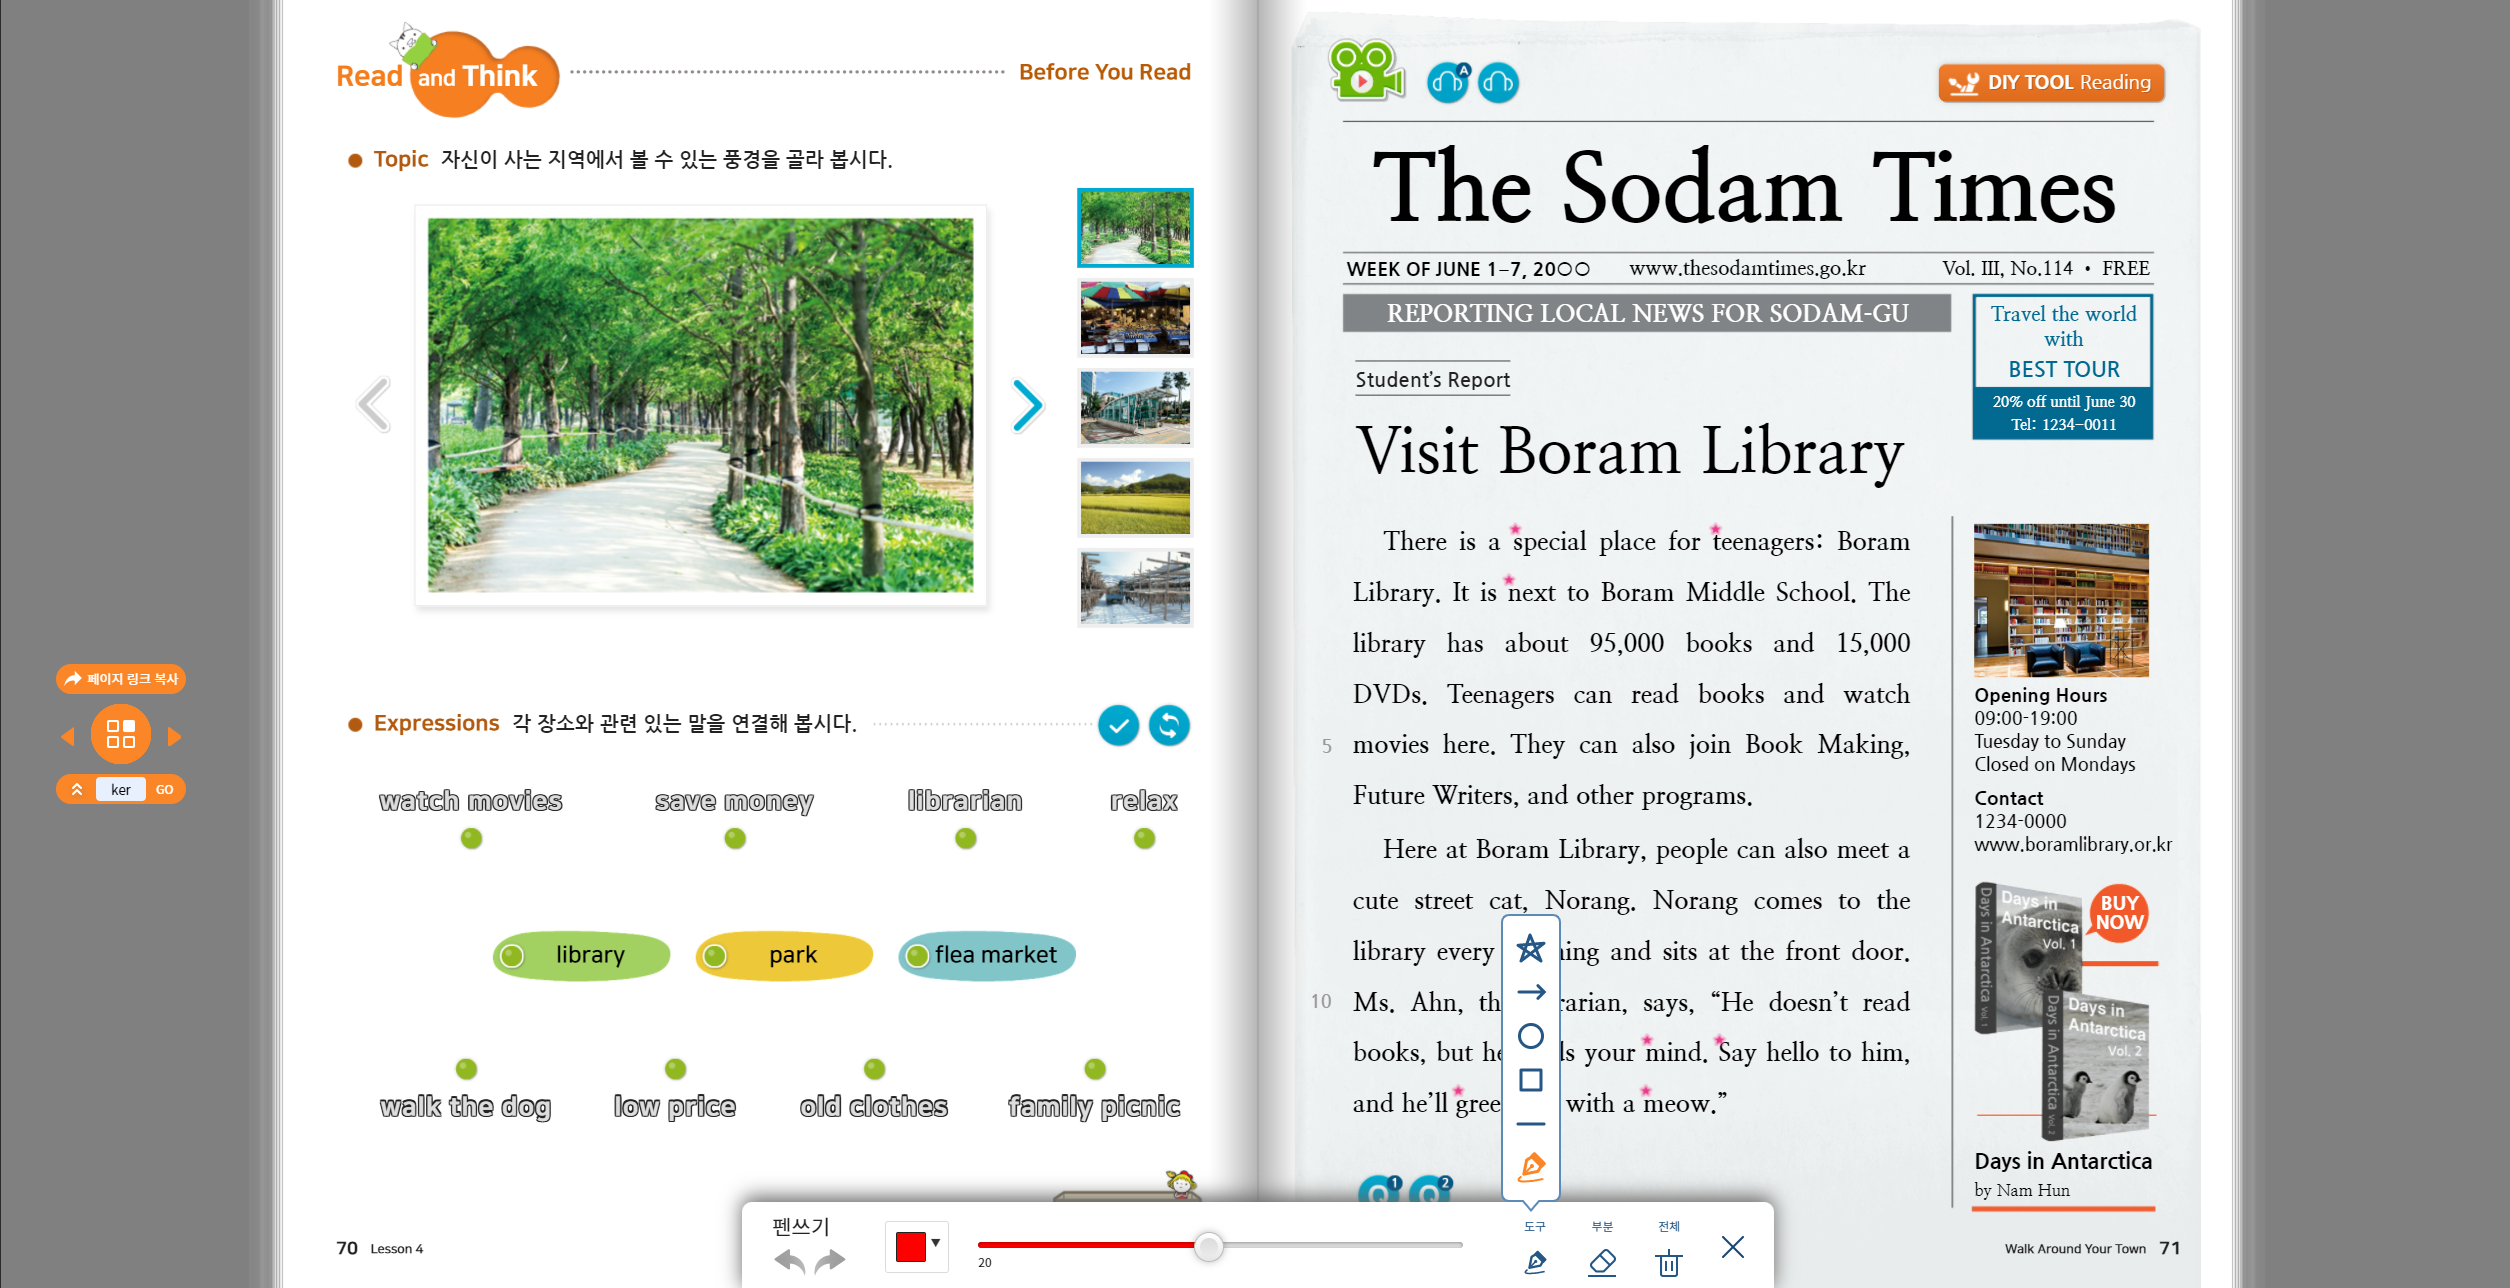 Read and Think
Before You Read
Topic 자신이 사는 지역에서 볼 수 있는 풍경을 골라 봅시다.
Expressions 각 장소와 관련 있는 말을 연결해 봅시다.
watch movies
save money
librarian
relax
library
park
flea market
walk the dog
low price
old clothes
family picnic
70 Lesson 4
페이지 링크 복사
ker
GO
A
DIY TOOL Reading
The Sodam Times
WEEK OF JUNE 1-7, 20○○
www.thesodamtimes.go.kr
Vol. III, No.114 • FREE
REPORTING LOCAL NEWS FOR SODAM-GU
Travel the world
with
BEST TOUR
20% off until June 30
Tel: 1234-0011
Student's Report
Visit Boram Library
There is a special place for teenagers: Boram
Library. It is next to Boram Middle School. The
library has about 95,000 books and 15,000
DVDs. Teenagers can read books and watch
5 movies here. They can also join Book Making,
Future Writers, and other programs.
Here at Boram Library, people can also meet a
cute street cat, Norang. Norang comes to the
library every ing and sits at the front door.
10 Ms. Ahn, th rarian, says, “He doesn't read
books, but he ds your mind. Say hello to him,
and he'll gree with a meow.”
Opening Hours
09:00-19:00
Tuesday to Sunday
Closed on Mondays
Contact
1234-0000
www.boramlibrary.or.kr
Days in Antarctica Vol. 1
Days in
Antarctica
Vol. 1
BUY
NOW
Days in Antarctica Vol. 2
Days in
Antarctica
Vol. 2
Days in Antarctica
by Nam Hun
Q1 Q2
펜쓰기
20
도구
부분
전체
Walk Around Your Town 71